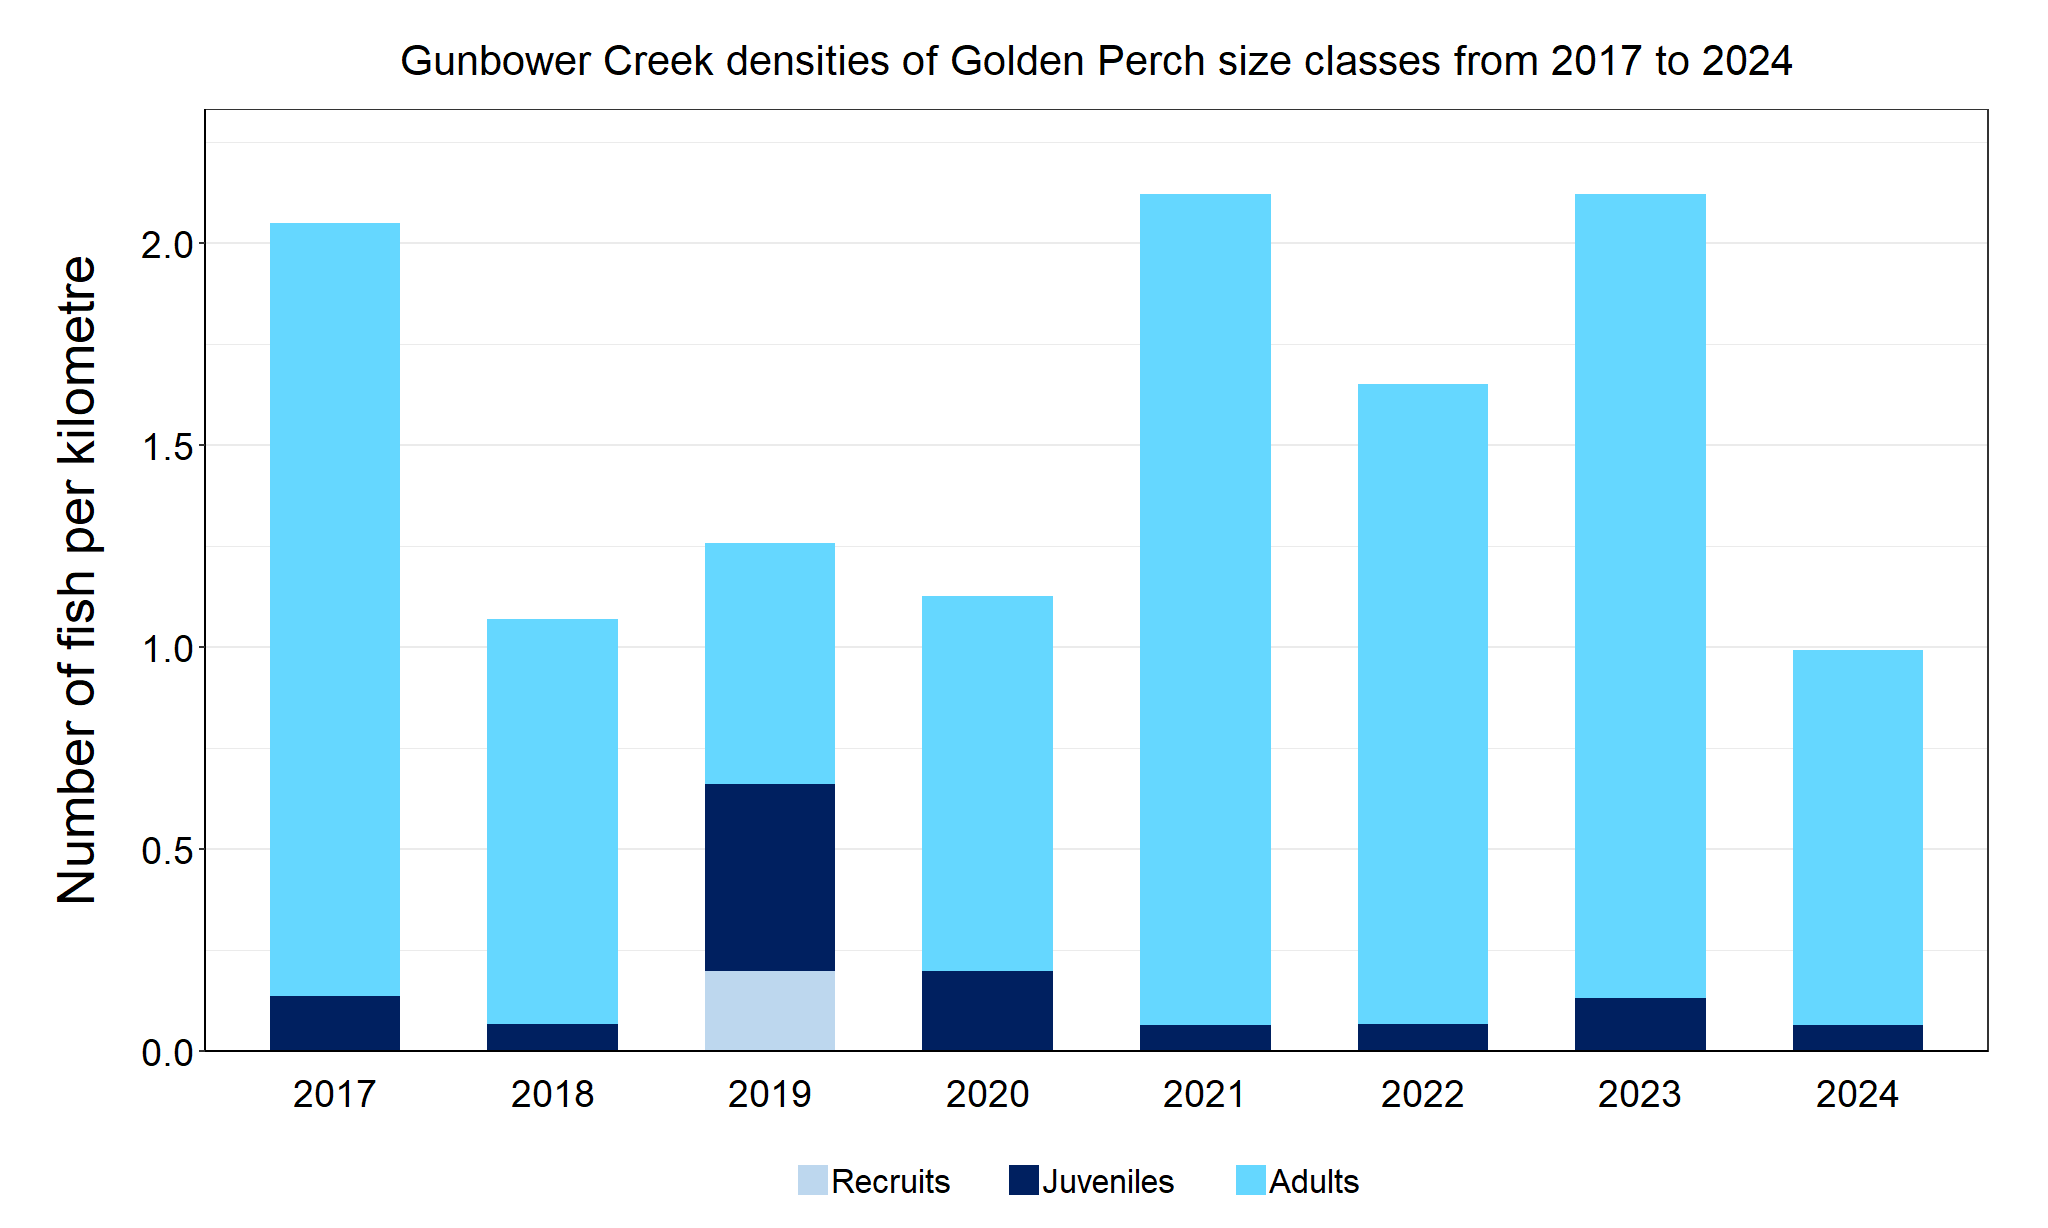 Gunbower Creek densities of Golden Perch size classes from 2017 to 2024
Number of fish per kilometre
2.0
1.5
1.0
0.5
0.0
2017 2018 2019 2020 2021 2022 2023 2024
Recruits Juveniles Adults